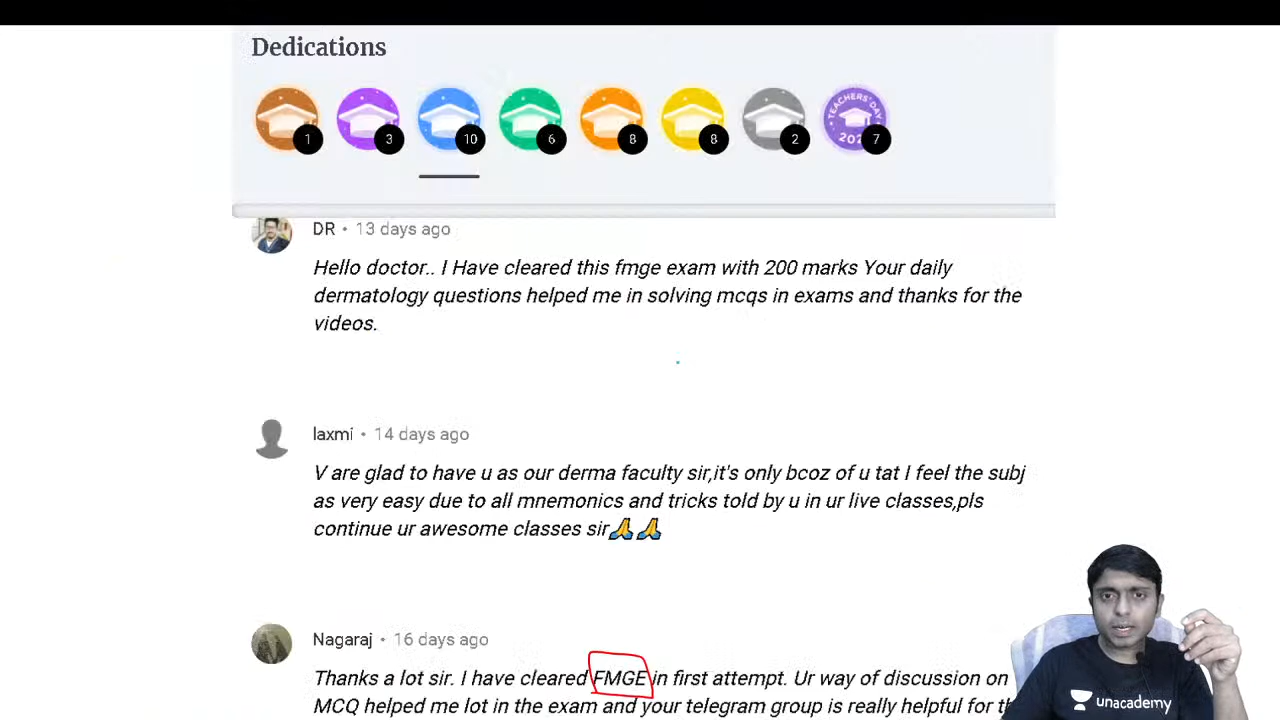 Dedications
1 3 10 6 8 8 2 TEACHERS' DAY 202 7
DR • 13 days ago
Hello doctor.. I Have cleared this fmge exam with 200 marks Your daily
dermatology questions helped me in solving mcqs in exams and thanks for the
videos.
laxmi • 14 days ago
V are glad to have u as our derma faculty sir,it's only bcoz of u tat I feel the subj
as very easy due to all mnemonics and tricks told by u in ur live classes,pls
continue ur awesome classes sir🙏🙏
Nagaraj • 16 days ago
Thanks a lot sir. I have cleared FMGE in first attempt. Ur way of discussion on
MCQ helped me lot in the exam and your telegram group is really helpful for
unacademy